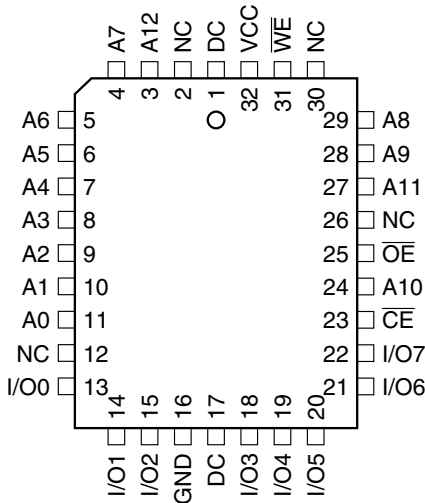 A7 A12 NC DC VCC W̅E̅ NC
4 3 2 1 32 31 30
A6 5 29 A8
A5 6 28 A9
A4 7 27 A11
A3 8 26 NC
A2 9 25 O̅E̅
A1 10 24 A10
A0 11 23 C̅E̅
NC 12 22 I/O7
I/O0 13 21 I/O6
14 15 16 17 18 19 20
I/O1 I/O2 GND DC I/O3 I/O4 I/O5